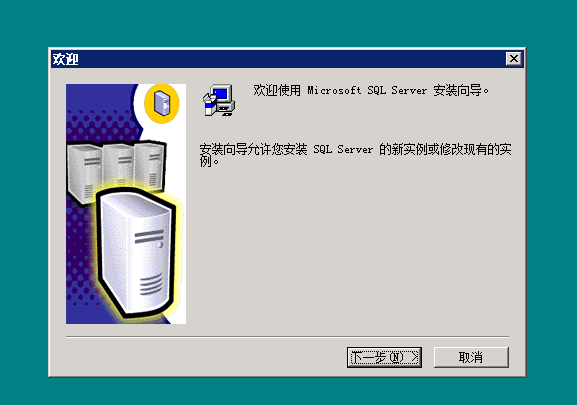 欢迎
欢迎使用 Microsoft SQL Server 安装向导。
安装向导允许您安装 SQL Server 的新实例或修改现有的实
例。
下一步(N) > 取消